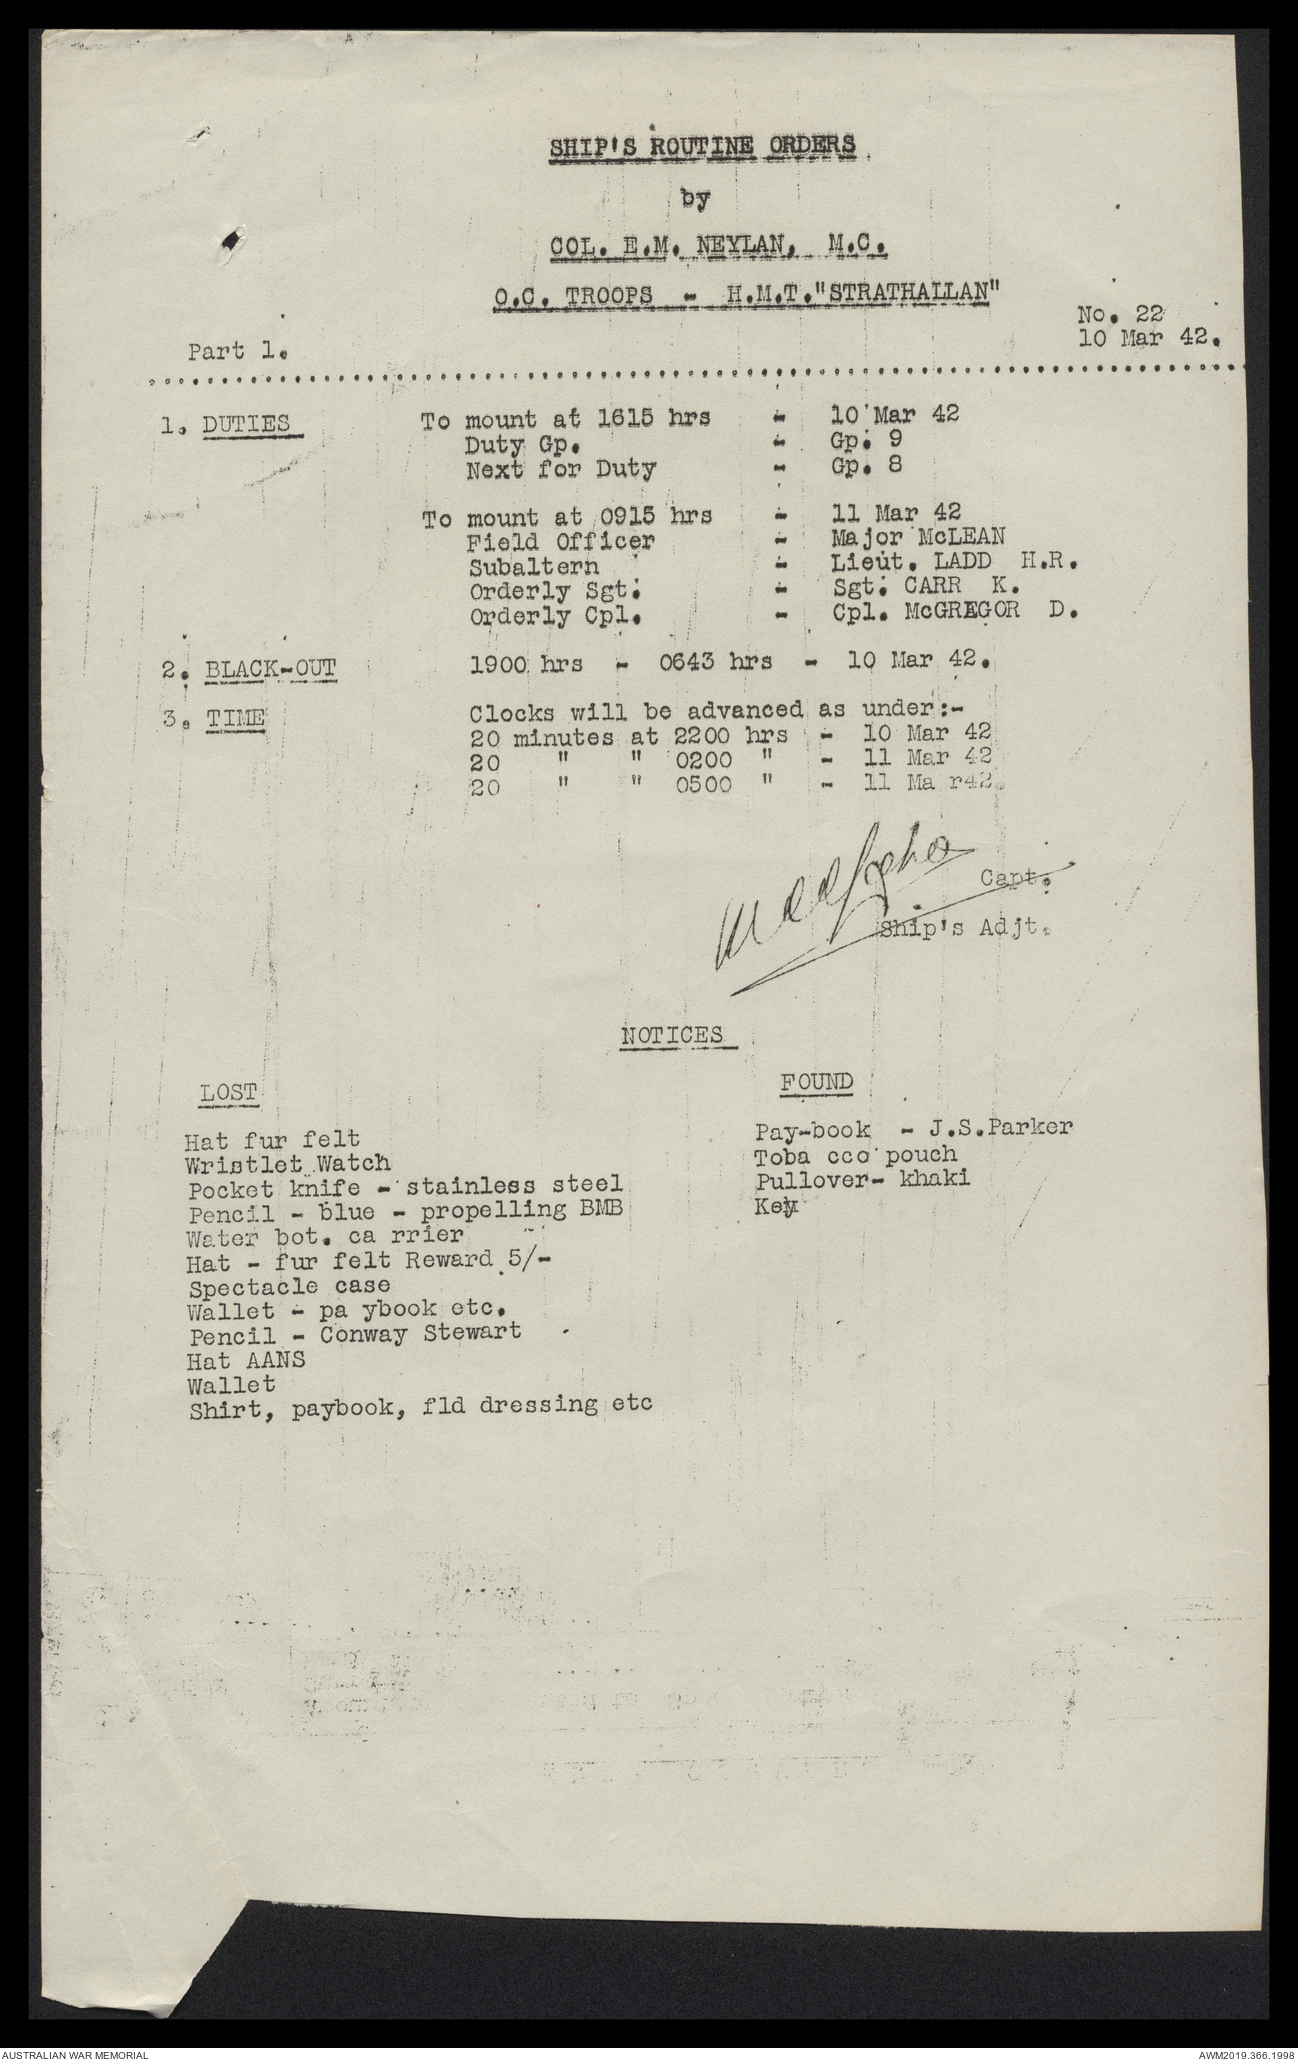 SHIP'S ROUTINE ORDERS
by
COL. E.M. NEYLAN, M.C.
O.C. TROOPS - H.M.T."STRATHALLAN"
No. 22
10 Mar 42.
Part 1.
1. DUTIES To mount at 1615 hrs - 10 Mar 42
Duty Gp. - Gp. 9
Next for Duty - Gp. 8
To mount at 0915 hrs - 11 Mar 42
Field Officer - Major McLEAN
Subaltern - Lieut. LADD H.R.
Orderly Sgt. - Sgt. CARR K.
Orderly Cpl. - Cpl. McGREGOR D.
2. BLACK-OUT 1900 hrs - 0643 hrs - 10 Mar 42.
3. TIME Clocks will be advanced as under:-
20 minutes at 2200 hrs - 10 Mar 42
20 " " 0200 " - 11 Mar 42
20 " " 0500 " - 11 Ma r42.
Capt.
Ship's Adjt.
NOTICES
LOST
Hat fur felt
Wristlet Watch
Pocket knife - stainless steel
Pencil - blue - propelling BMB
Water bot. ca rrier
Hat - fur felt Reward 5/-
Spectacle case
Wallet - pa ybook etc.
Pencil - Conway Stewart
Hat AANS
Wallet
Shirt, paybook, fld dressing etc
FOUND
Pay-book - J.S.Parker
Toba cco pouch
Pullover- khaki
Key
AUSTRALIAN WAR MEMORIAL
AWM2019.366.1998